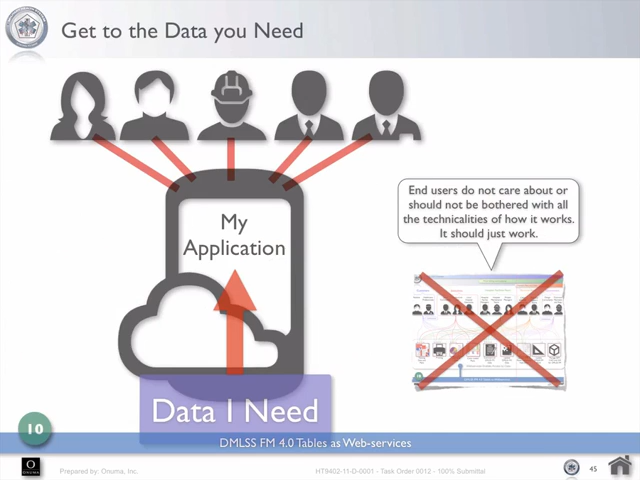 Get to the Data you Need
My
Application
End users do not care about or
should not be bothered with all
the technicalities of how it works.
It should just work.
Data I Need
10
DMLSS FM 4.0 Tables as Web-services
O
ONUMA
Prepared by: Onuma, Inc.
HT9402-11-D-0001 - Task Order 0012 - 100% Submittal
45